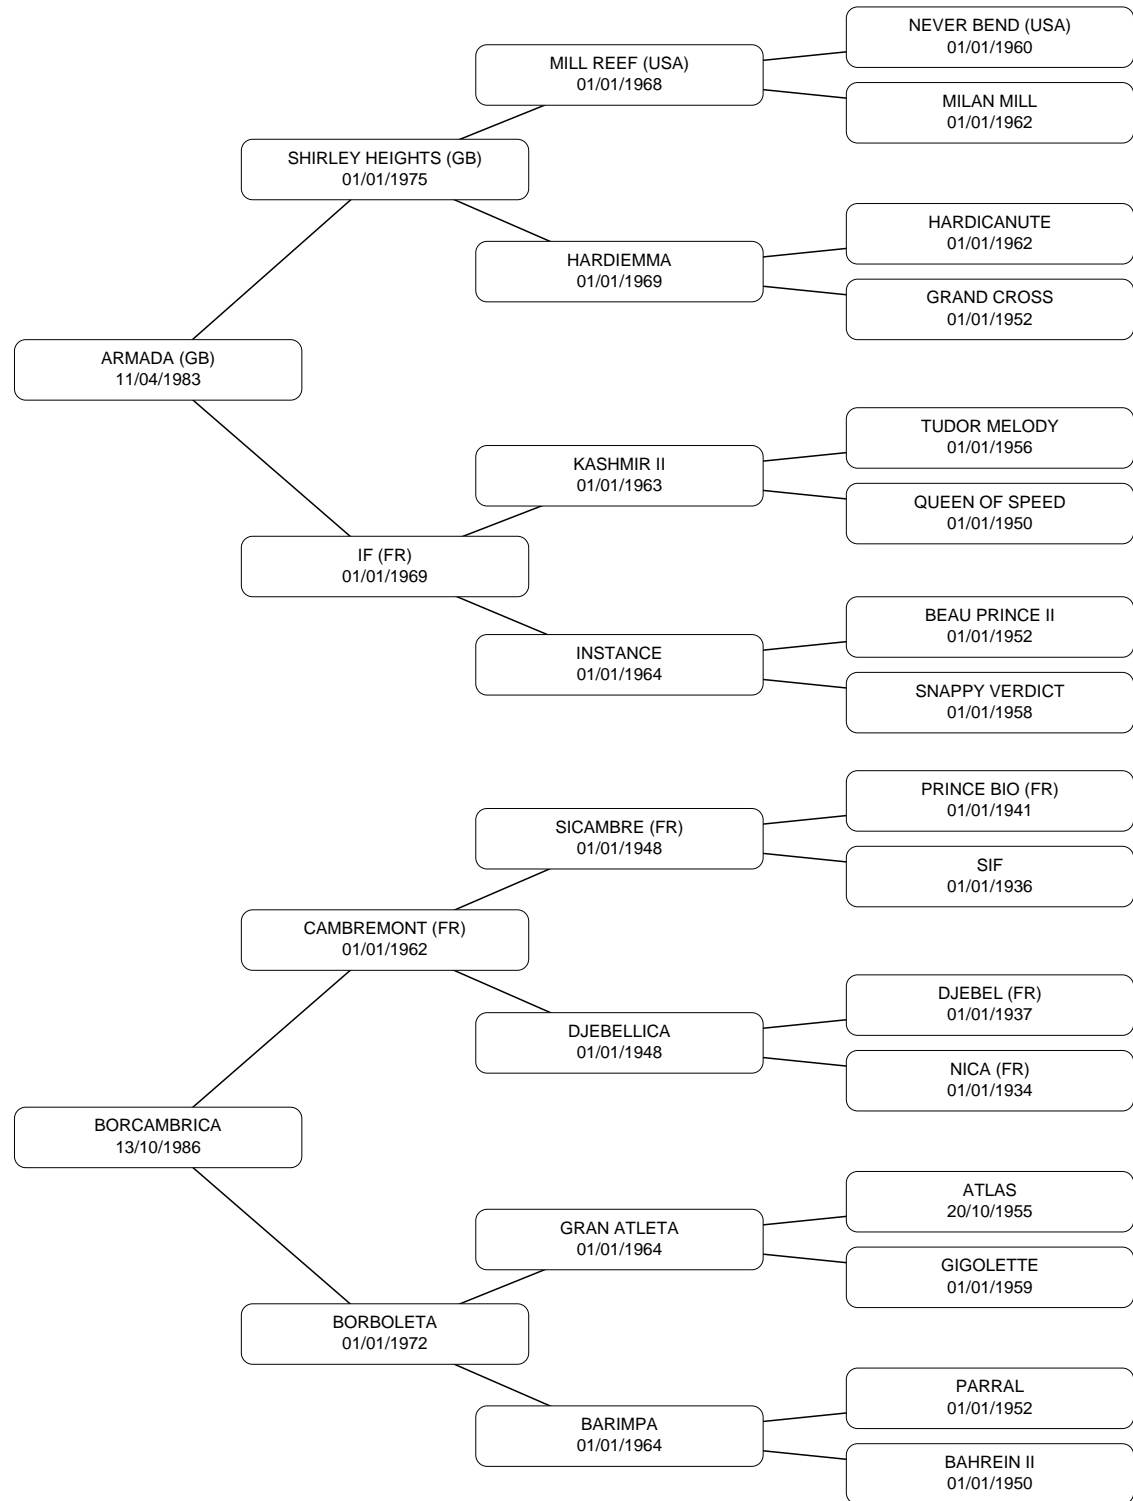 NEVER BEND (USA)
01/01/1960
MILL REEF (USA)
01/01/1968
MILAN MILL
01/01/1962
SHIRLEY HEIGHTS (GB)
01/01/1975
HARDICANUTE
01/01/1962
HARDIEMMA
01/01/1969
GRAND CROSS
01/01/1952
ARMADA (GB)
11/04/1983
TUDOR MELODY
01/01/1956
KASHMIR II
01/01/1963
QUEEN OF SPEED
01/01/1950
IF (FR)
01/01/1969
BEAU PRINCE II
01/01/1952
INSTANCE
01/01/1964
SNAPPY VERDICT
01/01/1958
PRINCE BIO (FR)
01/01/1941
SICAMBRE (FR)
01/01/1948
SIF
01/01/1936
CAMBREMONT (FR)
01/01/1962
DJEBEL (FR)
01/01/1937
DJEBELLICA
01/01/1948
NICA (FR)
01/01/1934
BORCAMBRICA
13/10/1986
ATLAS
20/10/1955
GRAN ATLETA
01/01/1964
GIGOLETTE
01/01/1959
BORBOLETA
01/01/1972
PARRAL
01/01/1952
BARIMPA
01/01/1964
BAHREIN II
01/01/1950